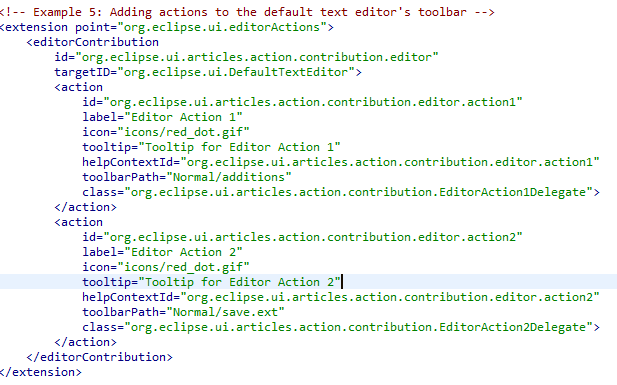 <!-- Example 5: Adding actions to the default text editor's toolbar -->
<extension point="org.eclipse.ui.editorActions">
<editorContribution
id="org.eclipse.ui.articles.action.contribution.editor"
targetID="org.eclipse.ui.DefaultTextEditor">
<action
id="org.eclipse.ui.articles.action.contribution.editor.action1"
label="Editor Action 1"
icon="icons/red_dot.gif"
tooltip="Tooltip for Editor Action 1"
helpContextId="org.eclipse.ui.articles.action.contribution.editor.action1"
toolbarPath="Normal/additions"
class="org.eclipse.ui.articles.action.contribution.EditorAction1Delegate">
</action>
<action
id="org.eclipse.ui.articles.action.contribution.editor.action2"
label="Editor Action 2"
icon="icons/red_dot.gif"
tooltip="Tooltip for Editor Action 2"
helpContextId="org.eclipse.ui.articles.action.contribution.editor.action2"
toolbarPath="Normal/save.ext"
class="org.eclipse.ui.articles.action.contribution.EditorAction2Delegate">
</action>
</editorContribution>
</extension>